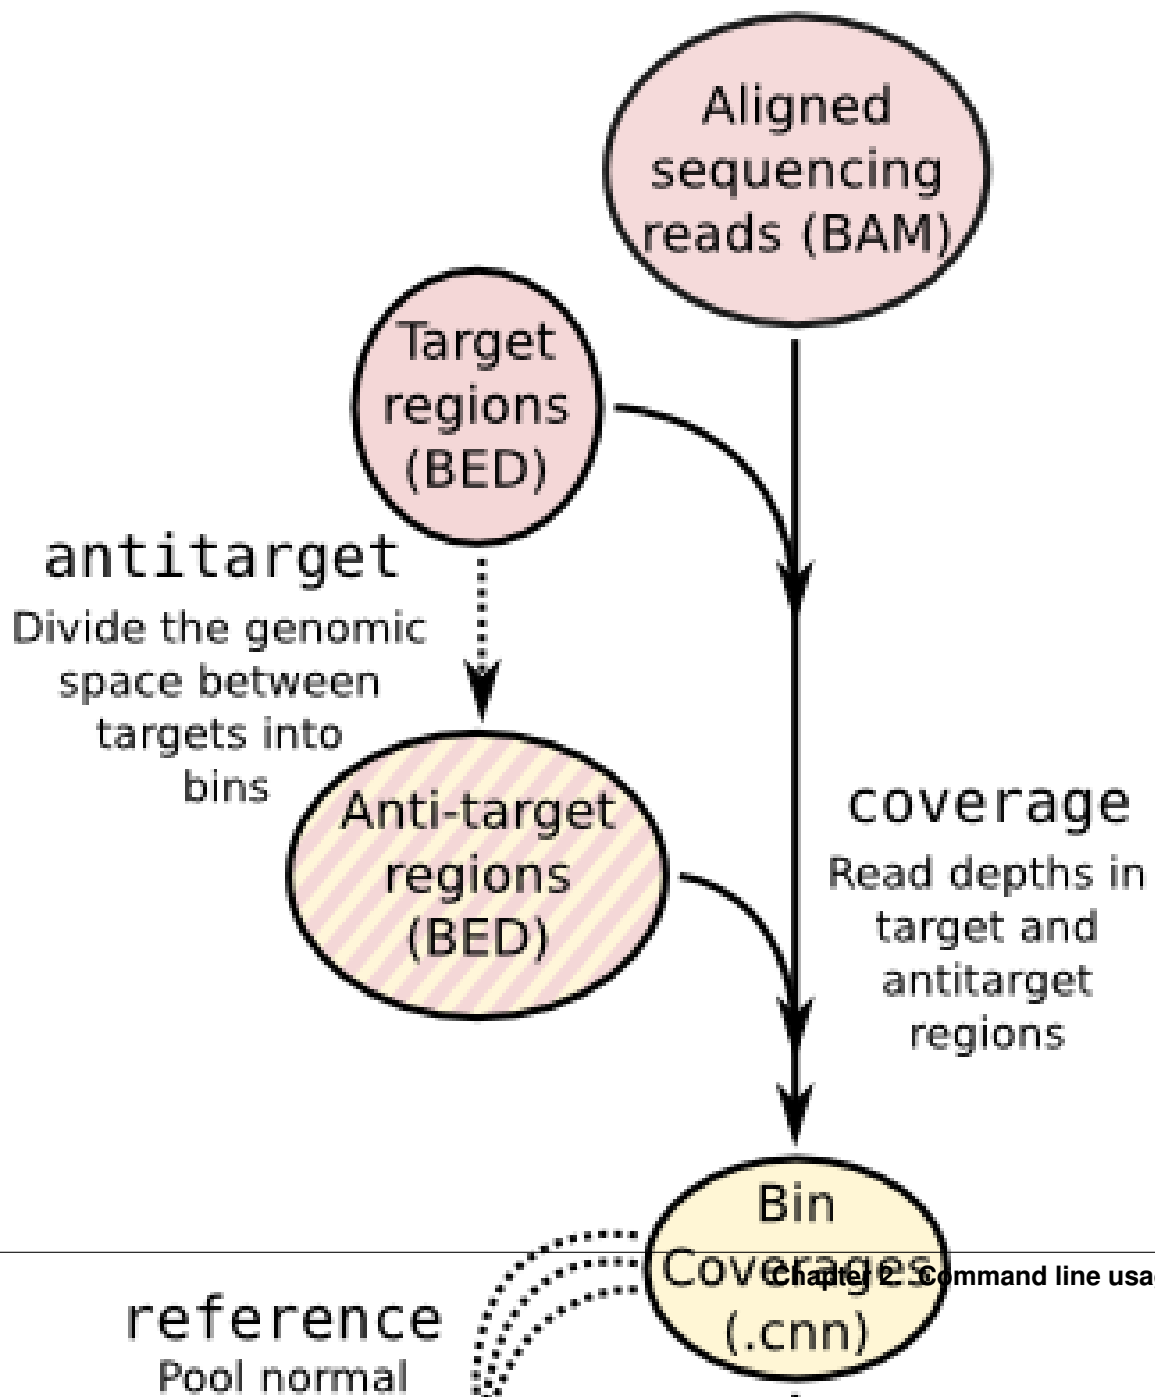 Aligned
sequencing
reads (BAM)
Target
regions
(BED)
antitarget
Divide the genomic
space between
targets into
bins
Anti-target
regions
(BED)
coverage
Read depths in
target and
antitarget
regions
Bin
Coverages
(.cnn)
Chapter 2. Command line
reference
Pool normal